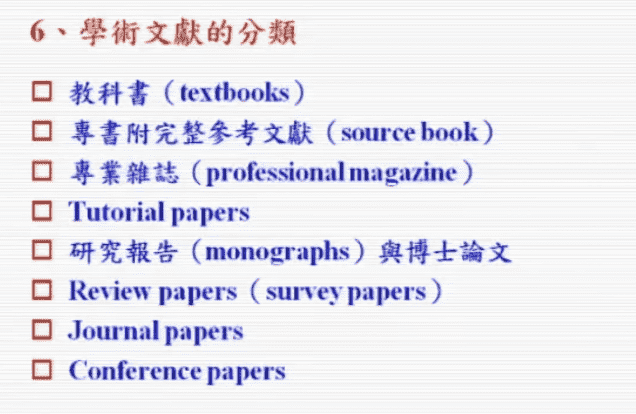 6、學術文獻的分類
教科書（textbooks）
專書附完整參考文獻（source book）
專業雜誌（professional magazine）
Tutorial papers
研究報告（monographs）與博士論文
Review papers（survey papers）
Journal papers
Conference papers